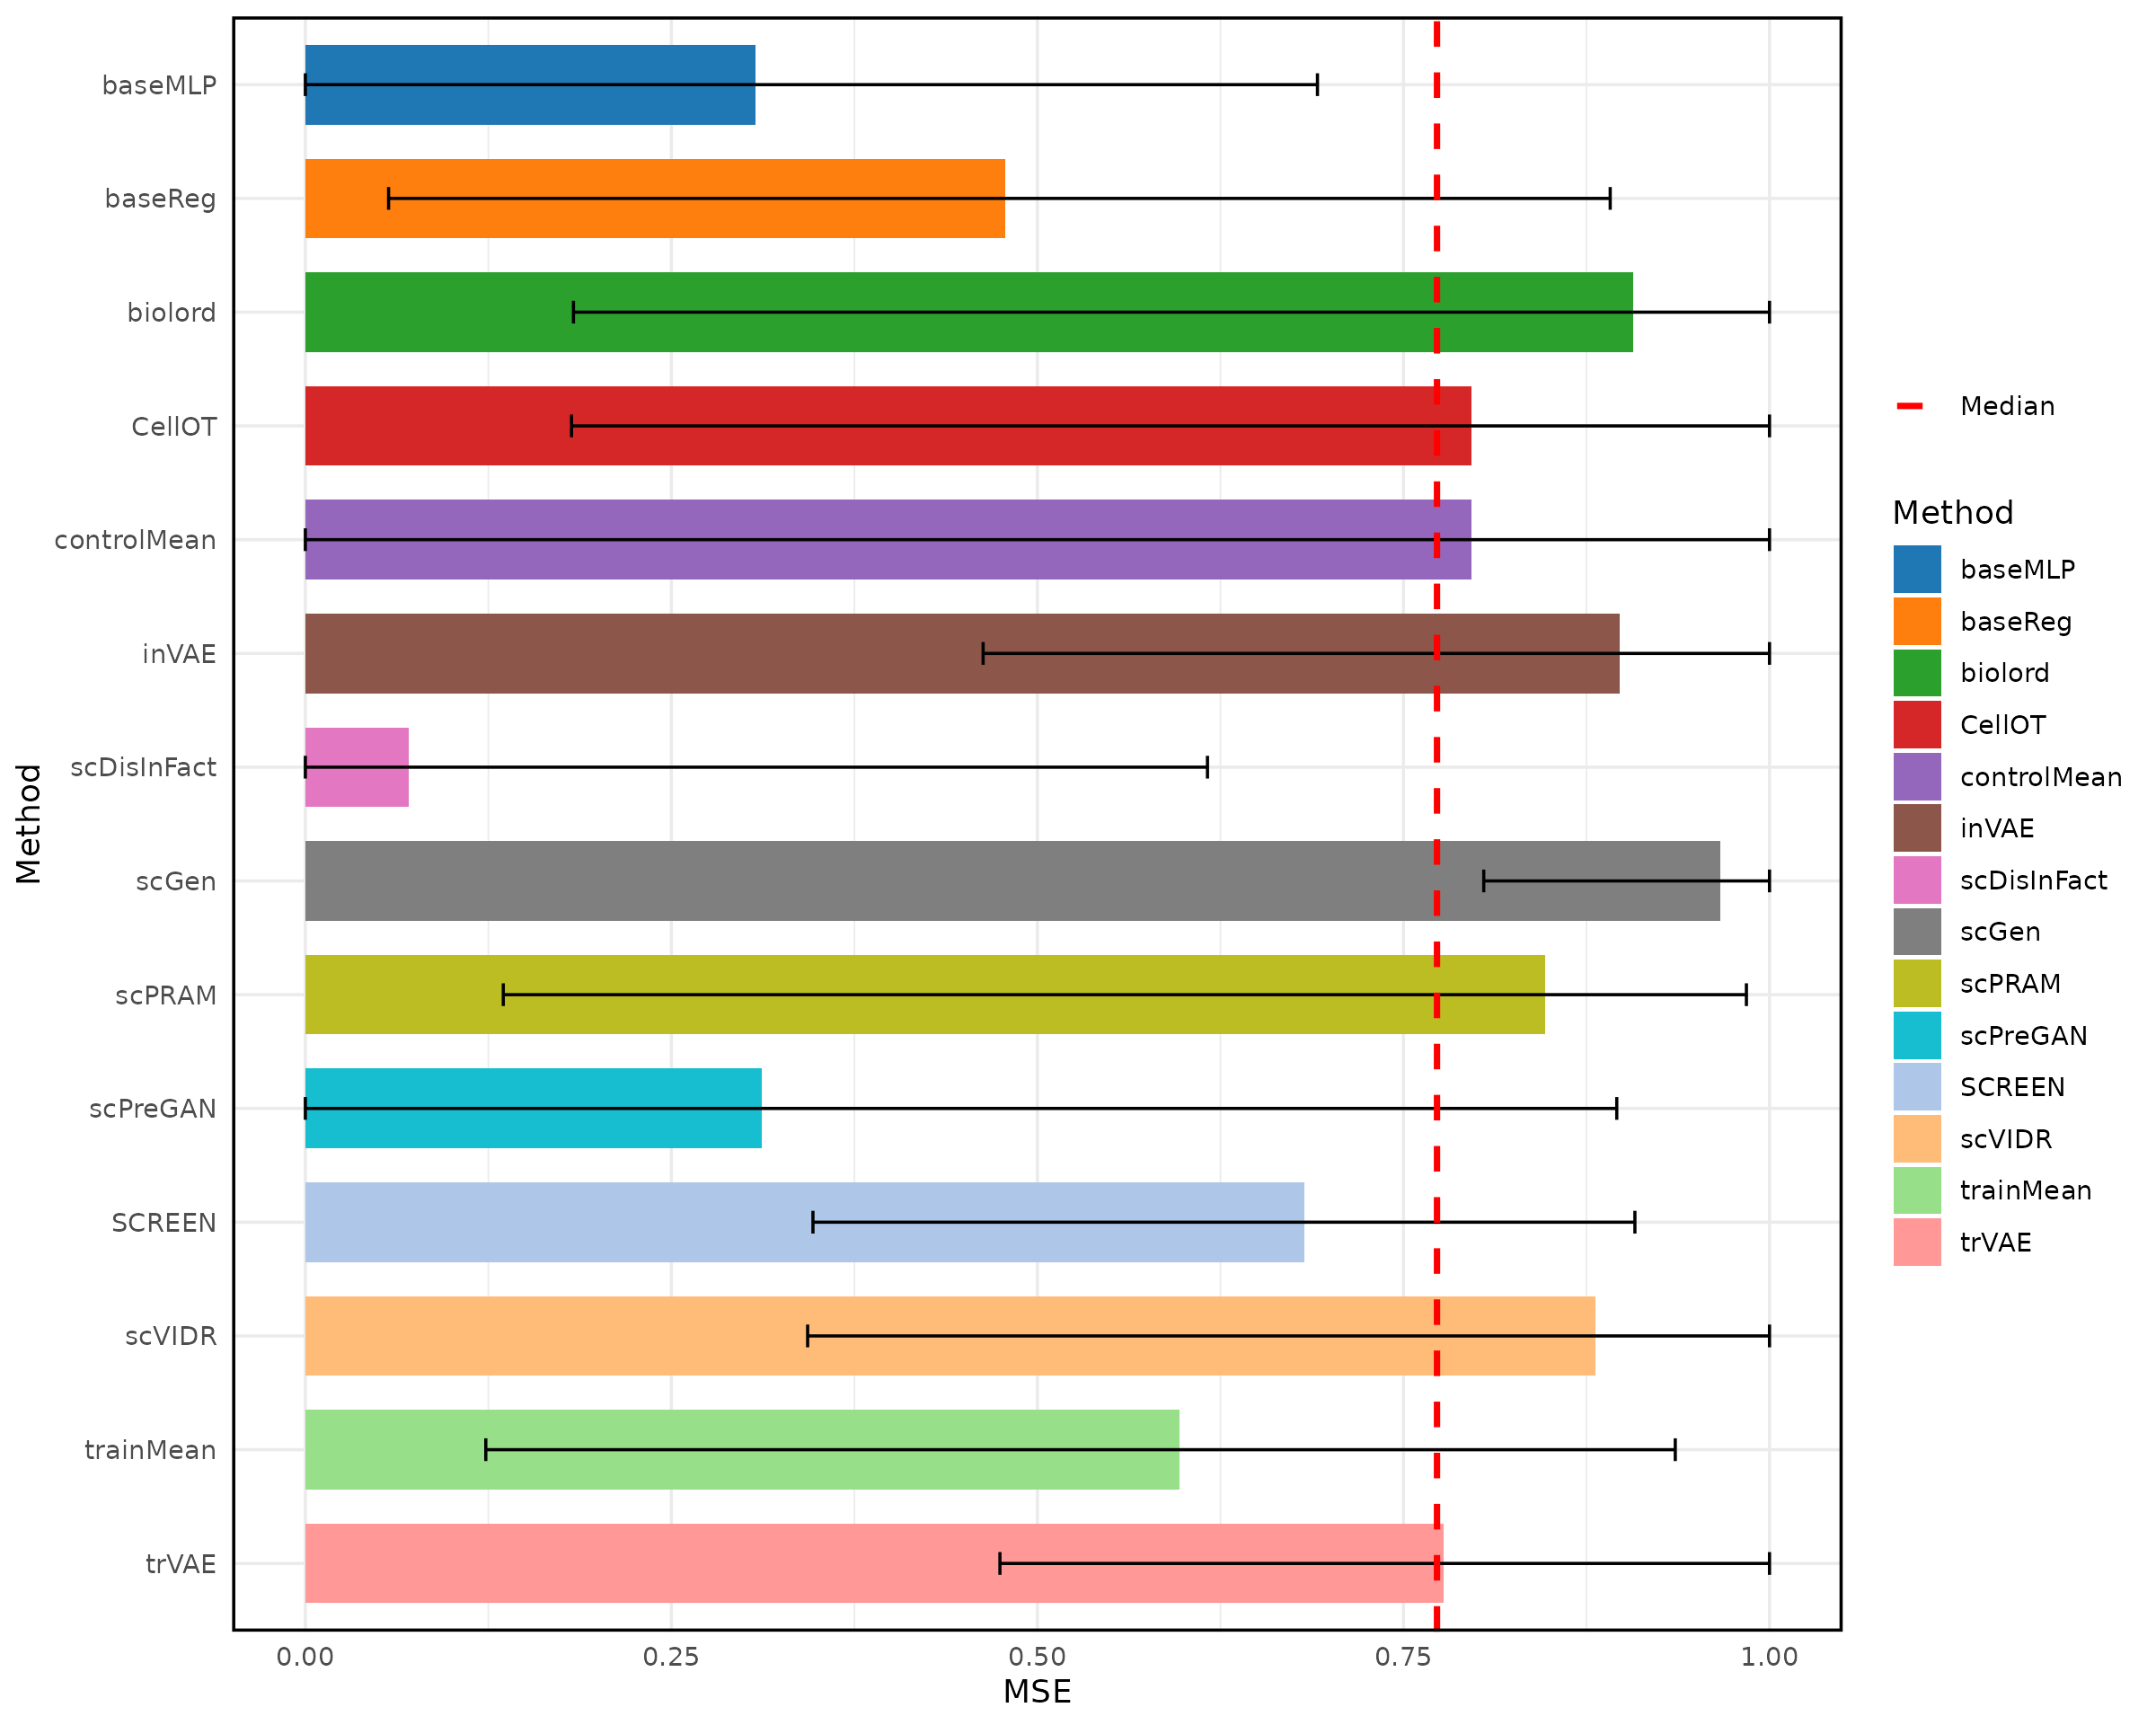 baseMLP
baseReg
biolord
CellOT
controlMean
inVAE
scDisInFact
scGen
scPRAM
scPreGAN
SCREEN
scVIDR
trainMean
trVAE
Method
0.00 0.25 0.50 0.75 1.00
MSE
Median
Method
baseMLP
baseReg
biolord
CellOT
controlMean
inVAE
scDisInFact
scGen
scPRAM
scPreGAN
SCREEN
scVIDR
trainMean
trVAE